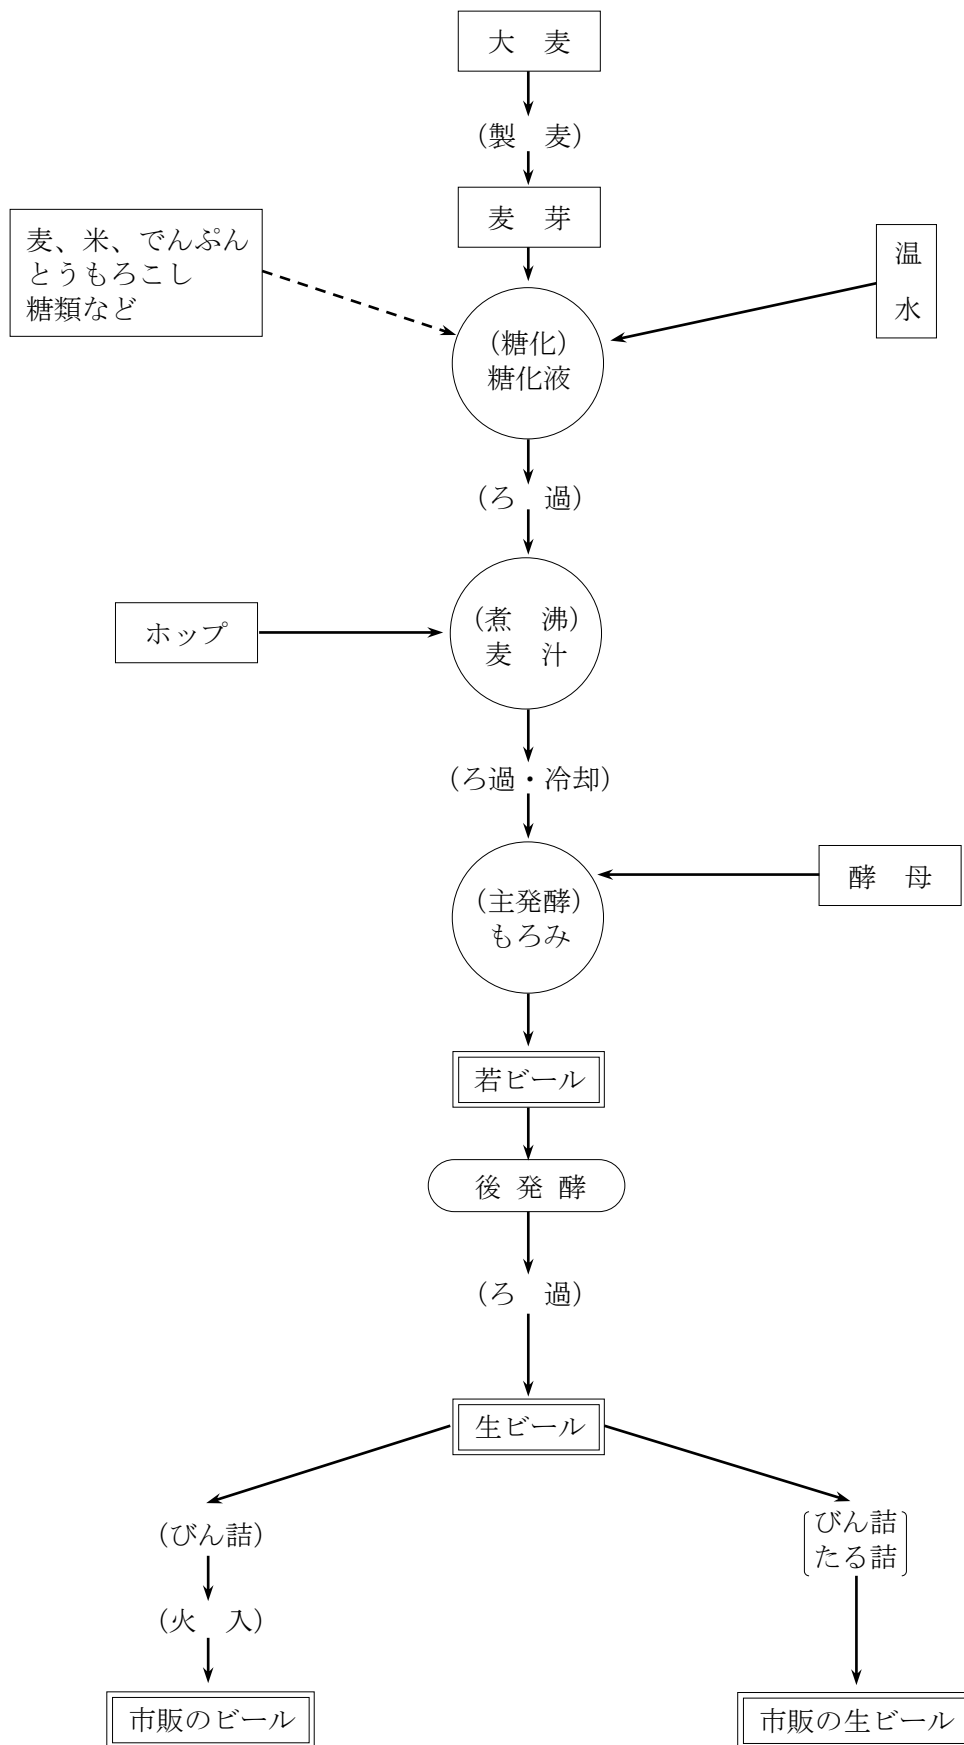 大　麦
（製　麦）
麦　芽
麦、米、でんぷん
とうもろこし
糖類など
温
水
（糖化）
糖化液
（ろ　過）
ホップ
（煮　沸）
麦　汁
（ろ過・冷却）
酵　母
（主発酵）
もろみ
若ビール
後 発 酵
（ろ　過）
生ビール
（びん詰）
（火　入）
市販のビール
びん詰
たる詰
市販の生ビール